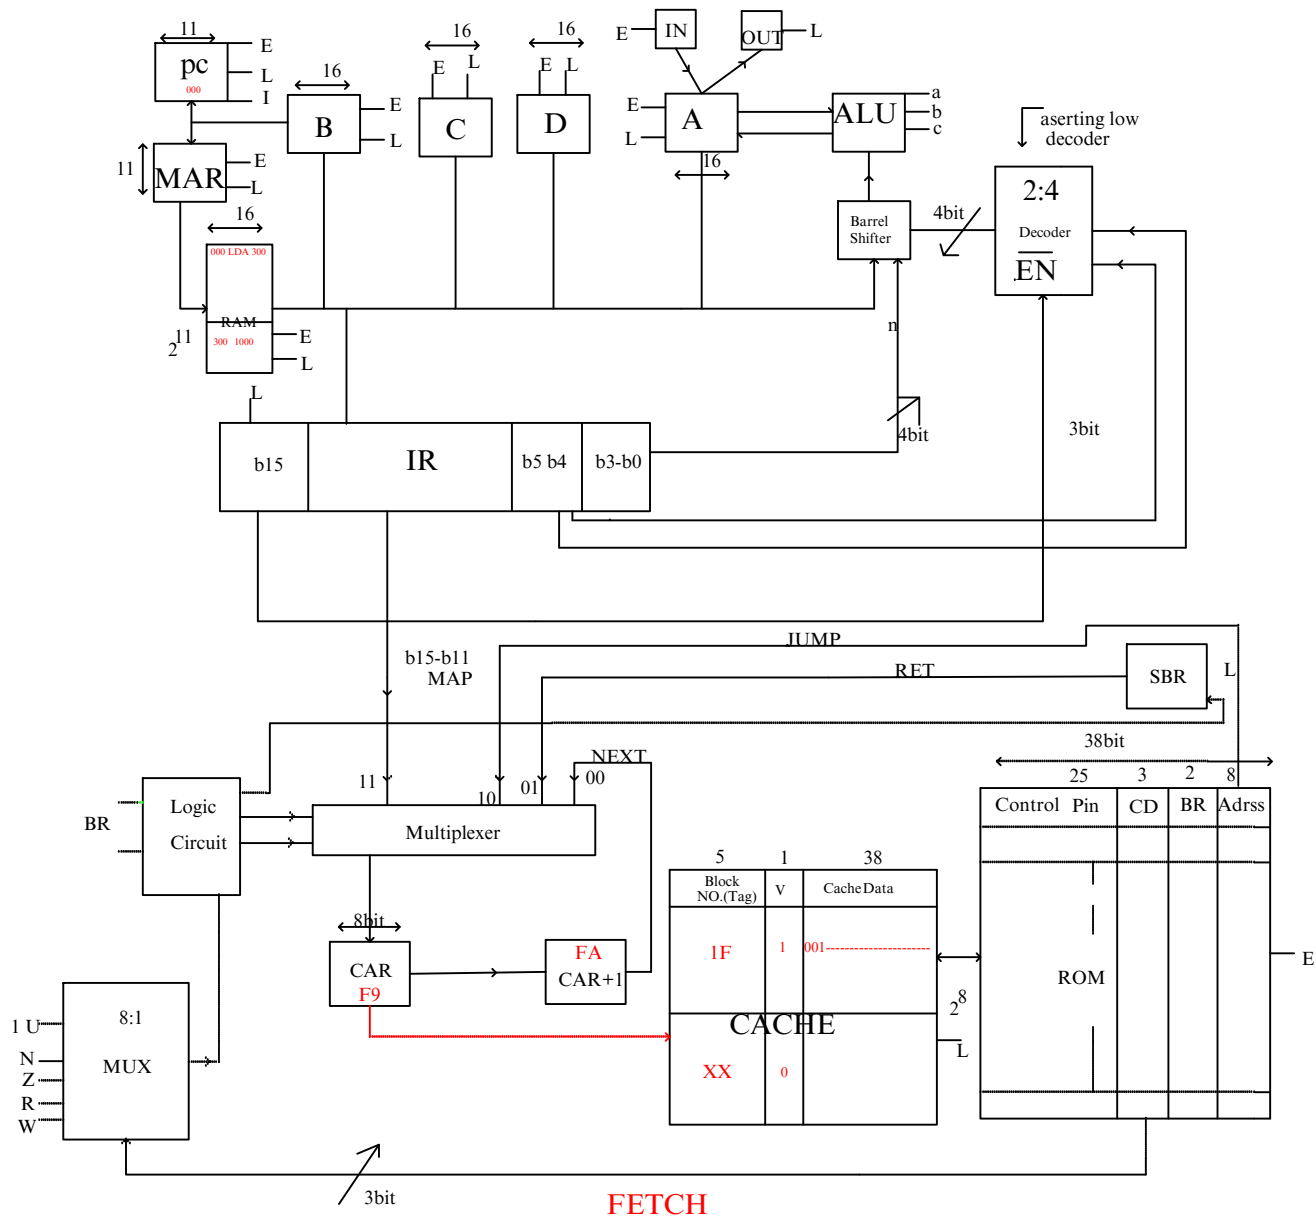 11
E
pc
L
000
I
16
B
E
L
16
E
L
C
16
E
L
D
E
IN
OUT
L
E
A
L
16
ALU
a
b
c
aserting low
decoder
11
MAR
E
L
16
000 LDA 300
RAM
300 1000
E
L
2^11
Barrel
Shifter
4bit
2:4
Decoder
EN
n
4bit
3bit
L
b15
IR
b5 b4
b3-b0
b15-b11
MAP
JUMP
RET
SBR
L
NEXT
11
10
01
00
BR
Logic
Circuit
Multiplexer
8bit
CAR
F9
FA
CAR+1
38bit
25
3
2
8
Control Pin
CD
BR
Adrss
ROM
E
2^8
5
1
38
Block
NO.(Tag)
V
Cache Data
1F
1
001----------------------
CACHE
XX
0
L
8:1
MUX
1 U
N
Z
R
W
3bit
FETCH